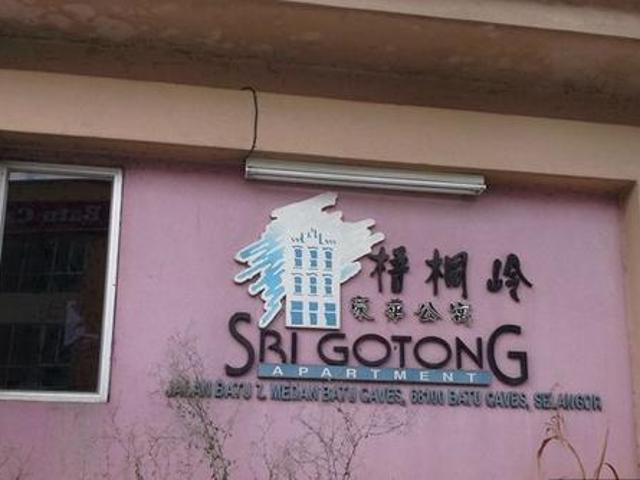 梧桐岭
豪华公寓
SRI GOTONG
APARTMENT
JALAN BATU 7, MEDAN BATU CAVES, 68100 BATU CAVES, SELANGOR